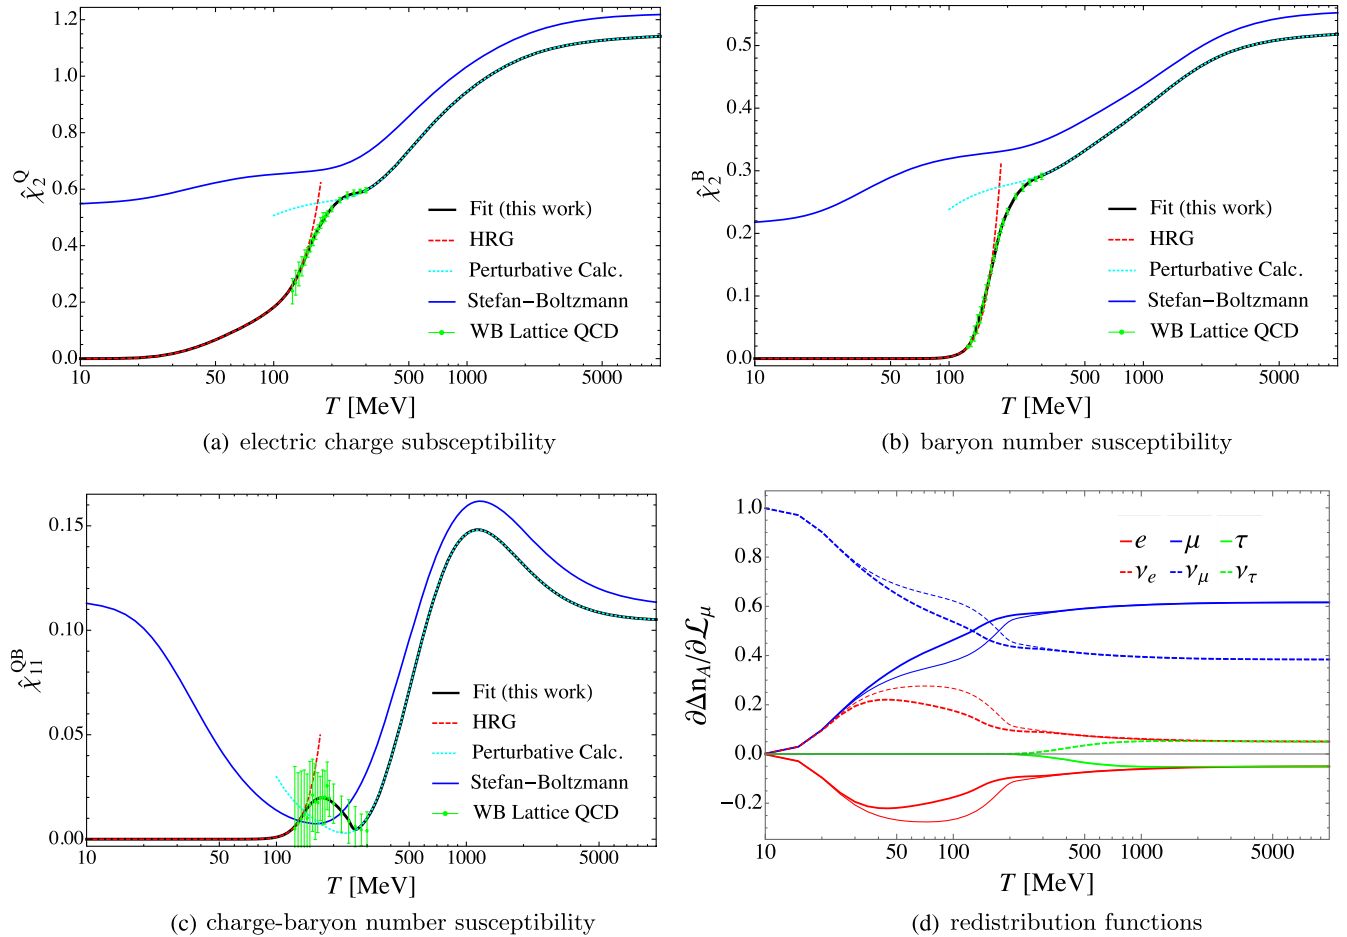 1.2
1.0
0.8
0.6
0.4
0.2
0.0
χ̂₂^Q
Fit (this work)
HRG
Perturbative Calc.
Stefan−Boltzmann
WB Lattice QCD
10 50 100 500 1000 5000
T [MeV]
(a) electric charge subsceptibility
0.5
0.4
0.3
0.2
0.1
0.0
χ̂₂^B
Fit (this work)
HRG
Perturbative Calc.
Stefan−Boltzmann
WB Lattice QCD
10 50 100 500 1000 5000
T [MeV]
(b) baryon number susceptibility
0.15
0.10
0.05
0.00
χ̂₁₁^QB
Fit (this work)
HRG
Perturbative Calc.
Stefan−Boltzmann
WB Lattice QCD
10 50 100 500 1000 5000
T [MeV]
(c) charge-baryon number susceptibility
1.0
0.8
0.6
0.4
0.2
0.0
−0.2
∂Δn_A/∂ℒ_μ
e μ τ
ν_e ν_μ ν_τ
10 50 100 500 1000 5000
T [MeV]
(d) redistribution functions